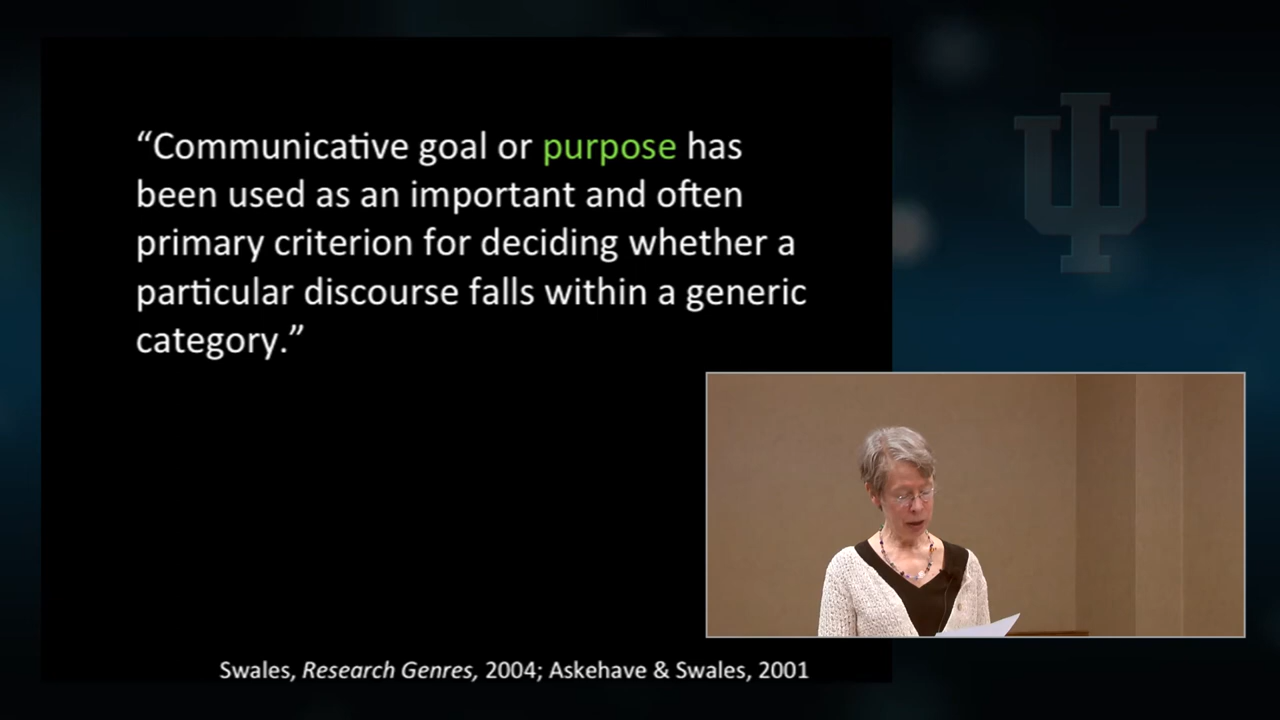 “Communicative goal or purpose has
been used as an important and often
primary criterion for deciding whether a
particular discourse falls within a generic
category.”
Swales, Research Genres, 2004; Askehave & Swales, 2001